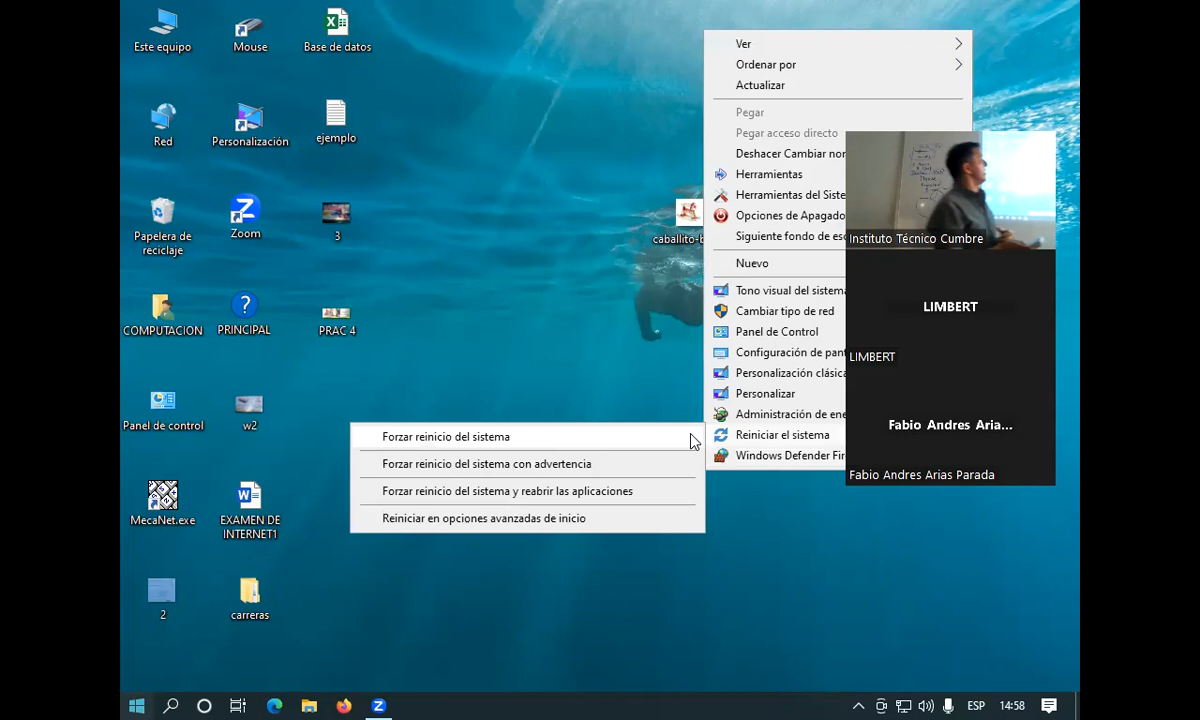 Este equipo
Mouse
Base de datos
Red
Personalización
ejemplo
Papelera de
reciclaje
Zoom
3
COMPUTACION
PRINCIPAL
PRAC 4
Panel de control
w2
MecaNet.exe
EXAMEN DE
INTERNET1
2
carreras
caballito-b
Ver
Ordenar por
Actualizar
Pegar
Pegar acceso directo
Deshacer Cambiar nor
Herramientas
Herramientas del Siste
Opciones de Apagado
Siguiente fondo de esc
Nuevo
Tono visual del sistema
Cambiar tipo de red
Panel de Control
Configuración de pant
Personalización clásica
Personalizar
Administración de ene
Reiniciar el sistema
Windows Defender Fir
Forzar reinicio del sistema
Forzar reinicio del sistema con advertencia
Forzar reinicio del sistema y reabrir las aplicaciones
Reiniciar en opciones avanzadas de inicio
Instituto Técnico Cumbre
LIMBERT
LIMBERT
Fabio Andres Aria...
Fabio Andres Arias Parada
ESP
14:58